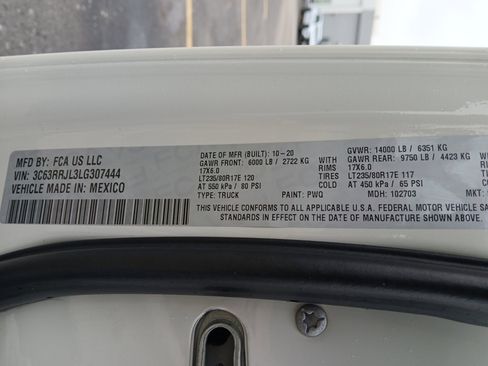 MFD BY: FCA US LLC
VIN: 3C63RRJL3LG307444
VEHICLE MADE IN: MEXICO
DATE OF MFR (BUILT): 10-20
GAWR FRONT: 6000 LB / 2722 KG
17X6.0
LT235/80R17E 120
AT 550 kPa / 80 PSI
TYPE: TRUCK
WITH
RIMS
TIRES
AT
PAINT: PWQ
GVWR: 14000 LB / 6351 KG
GAWR REAR: 9750 LB / 4423 KG
17X6.0
LT235/80R17E 117
AT 450 kPa / 65 PSI
MDH: 102703
MKT:
THIS VEHICLE CONFORMS TO ALL APPLICABLE U.S.A. FEDERAL MOTOR VEHICLE SA
STANDARDS IN EFFECT ON THE DATE OF MANUFACTURE SHOWN ABOVE.